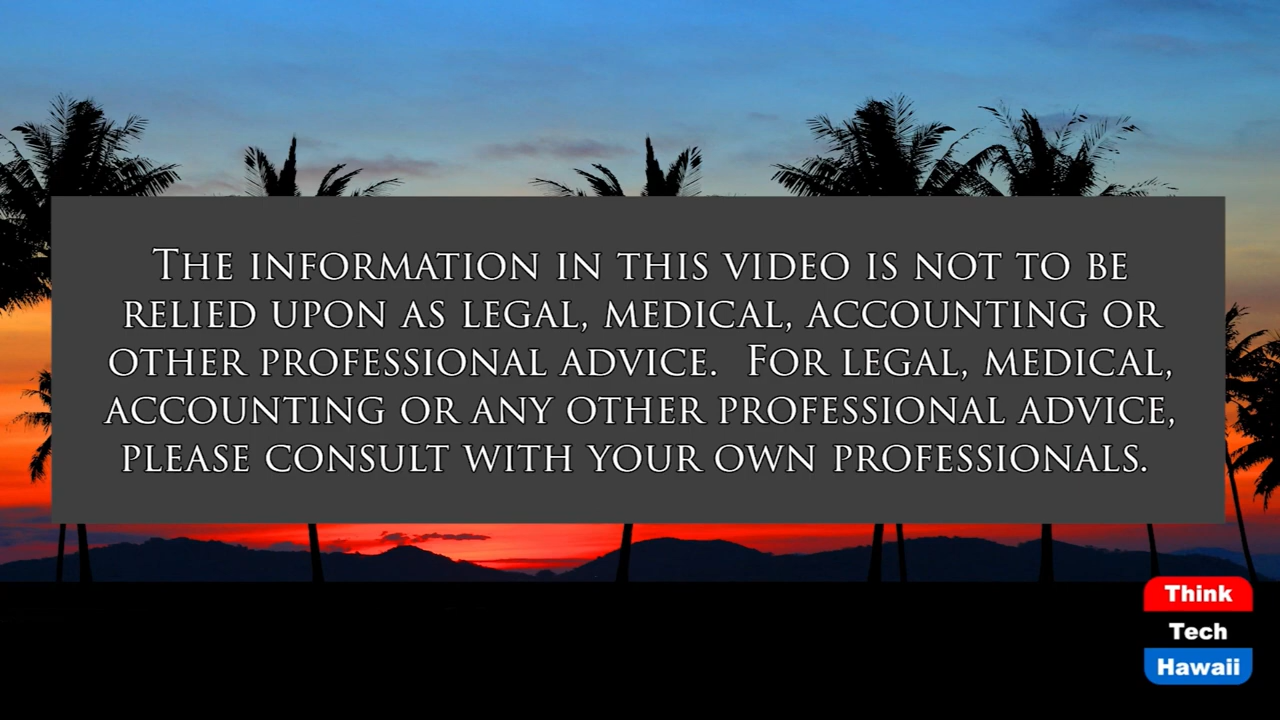 The information in this video is not to be
relied upon as legal, medical, accounting or
other professional advice.  For legal, medical,
accounting or any other professional advice,
please consult with your own professionals.
Think
Tech
Hawaii